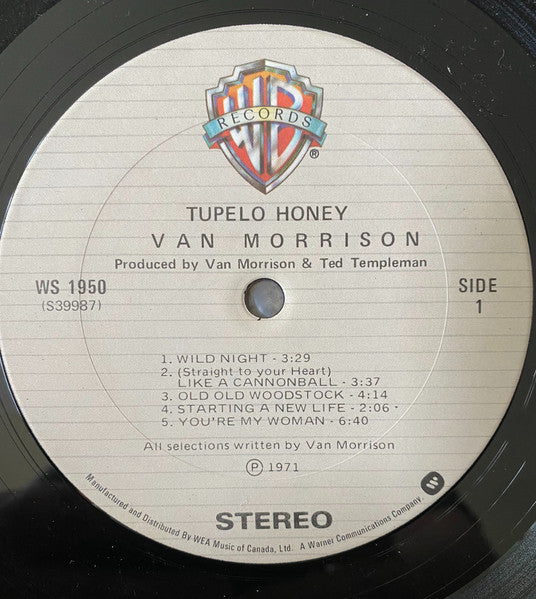 WB
RECORDS
®
TUPELO HONEY
VAN MORRISON
Produced by Van Morrison & Ted Templeman
WS 1950
(S39987)
SIDE
1
1. WILD NIGHT - 3:29
2. (Straight to your Heart)
LIKE A CANNONBALL - 3:37
3. OLD OLD WOODSTOCK - 4:14
4. STARTING A NEW LIFE - 2:06
5. YOU'RE MY WOMAN - 6:40
All selections written by Van Morrison
Ⓟ 1971
STEREO
Manufactured and Distributed By WEA Music of Canada, Ltd. A Warner Communications Company